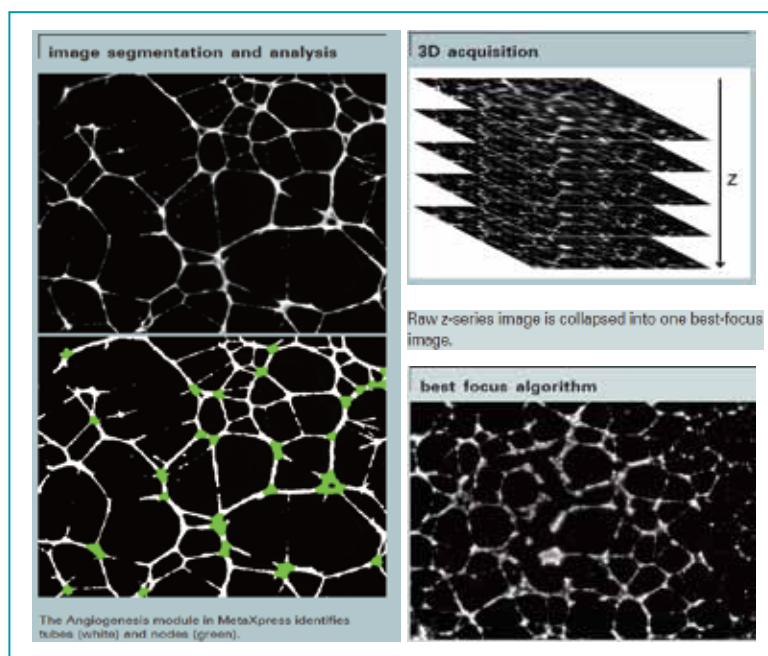 image segmentation and analysis
The Angiogenesis module in MetaXpress identifies
tubes (white) and nodes (green).
3D acquisition
Z
Raw z-series image is collapsed into one best-focus
image.
best focus algorithm